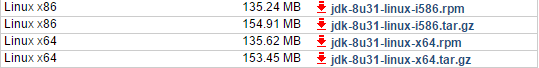 Linux x86 135.24 MB jdk-8u31-linux-i586.rpm
Linux x86 154.91 MB jdk-8u31-linux-i586.tar.gz
Linux x64 135.62 MB jdk-8u31-linux-x64.rpm
Linux x64 153.45 MB jdk-8u31-linux-x64.tar.gz